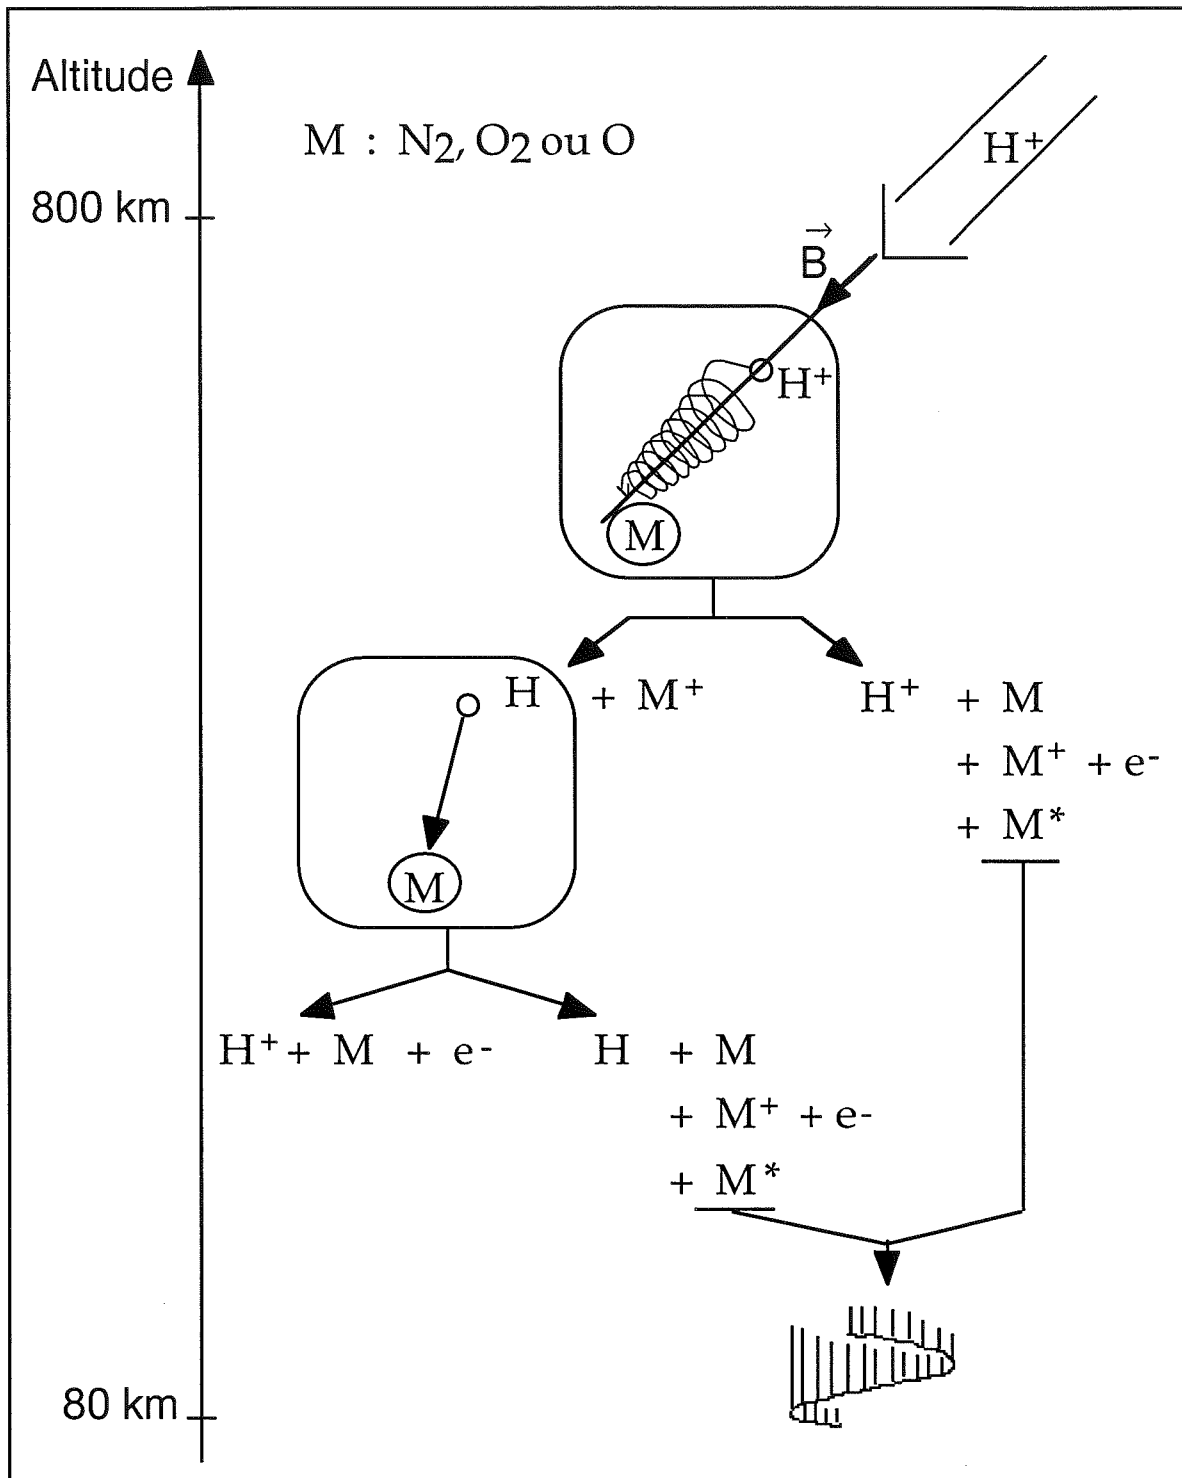 Altitude
M : N2, O2 ou O
H+
800 km
B
H+
M
H + M+
H+ + M
+ M+ + e-
+ M*
M
H+ + M + e-
H + M
+ M+ + e-
+ M*
80 km